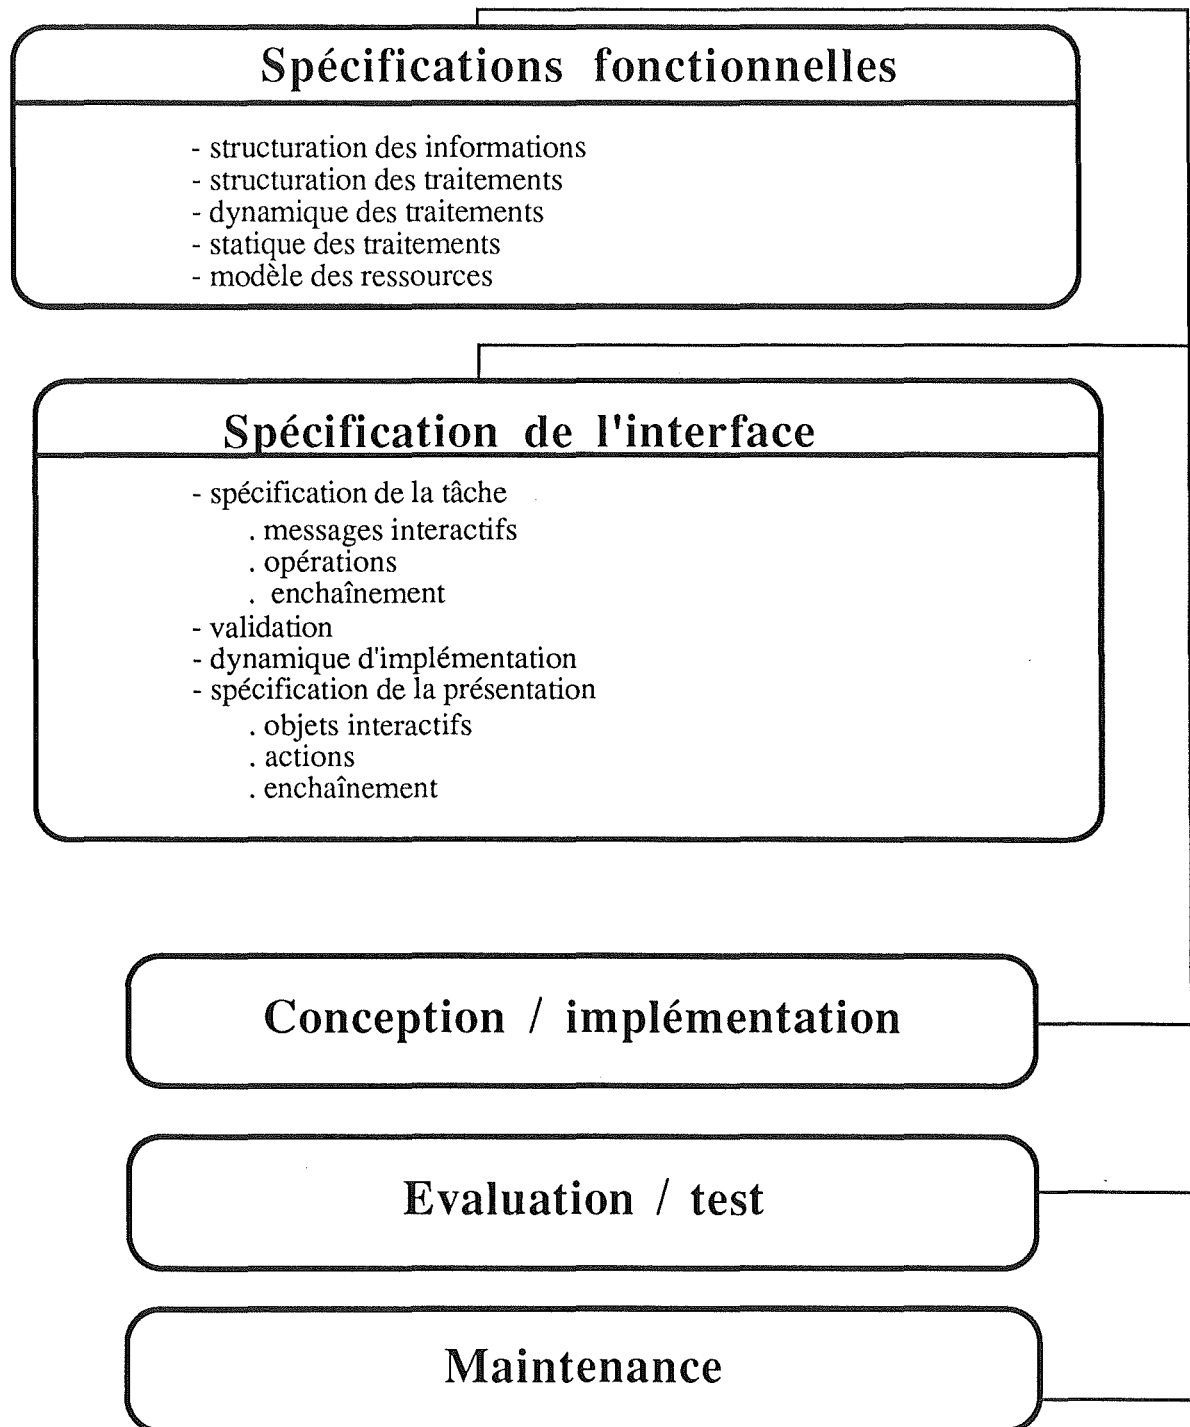 Spécifications fonctionnelles
- structuration des informations
- structuration des traitements
- dynamique des traitements
- statique des traitements
- modèle des ressources
Spécification de l'interface
- spécification de la tâche
. messages interactifs
. opérations
. enchaînement
- validation
- dynamique d'implémentation
- spécification de la présentation
. objets interactifs
. actions
. enchaînement
Conception / implémentation
Evaluation / test
Maintenance